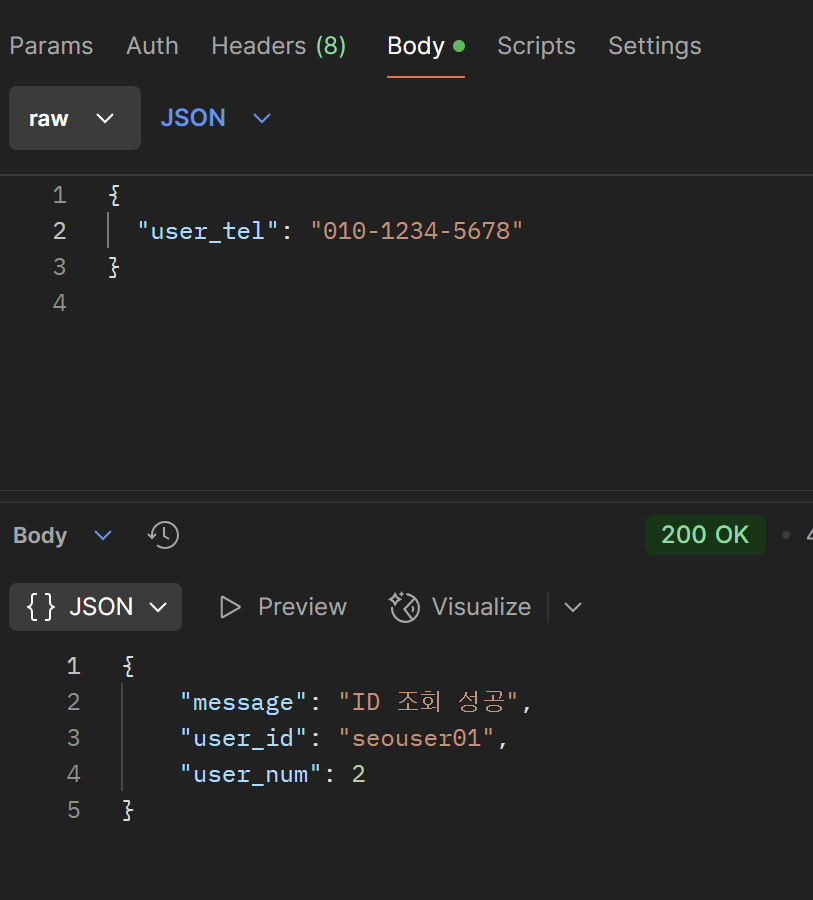 Params Auth Headers (8) Body Scripts Settings
raw JSON
1 {
2 "user_tel": "010-1234-5678"
3 }
4
Body 200 OK
{ } JSON Preview Visualize
1 {
2 "message": "ID 조회 성공",
3 "user_id": "seouser01",
4 "user_num": 2
5 }